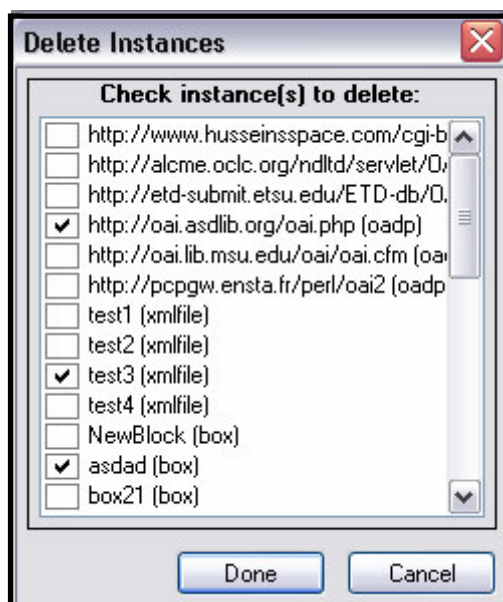 Delete Instances
Check instance(s) to delete:
http://www.husseinsspace.com/cgi-b
http://alcme.oclc.org/ndltd/servlet/O
http://etd-submit.etsu.edu/ETD-db/O
http://oai.asdlib.org/oai.php (oadp)
http://oai.lib.msu.edu/oai/oai.cfm (oa
http://pcpgw.ensta.fr/perl/oai2 (oadp
test1 (xmlfile)
test2 (xmlfile)
test3 (xmlfile)
test4 (xmlfile)
NewBlock (box)
asdad (box)
box21 (box)
Done
Cancel